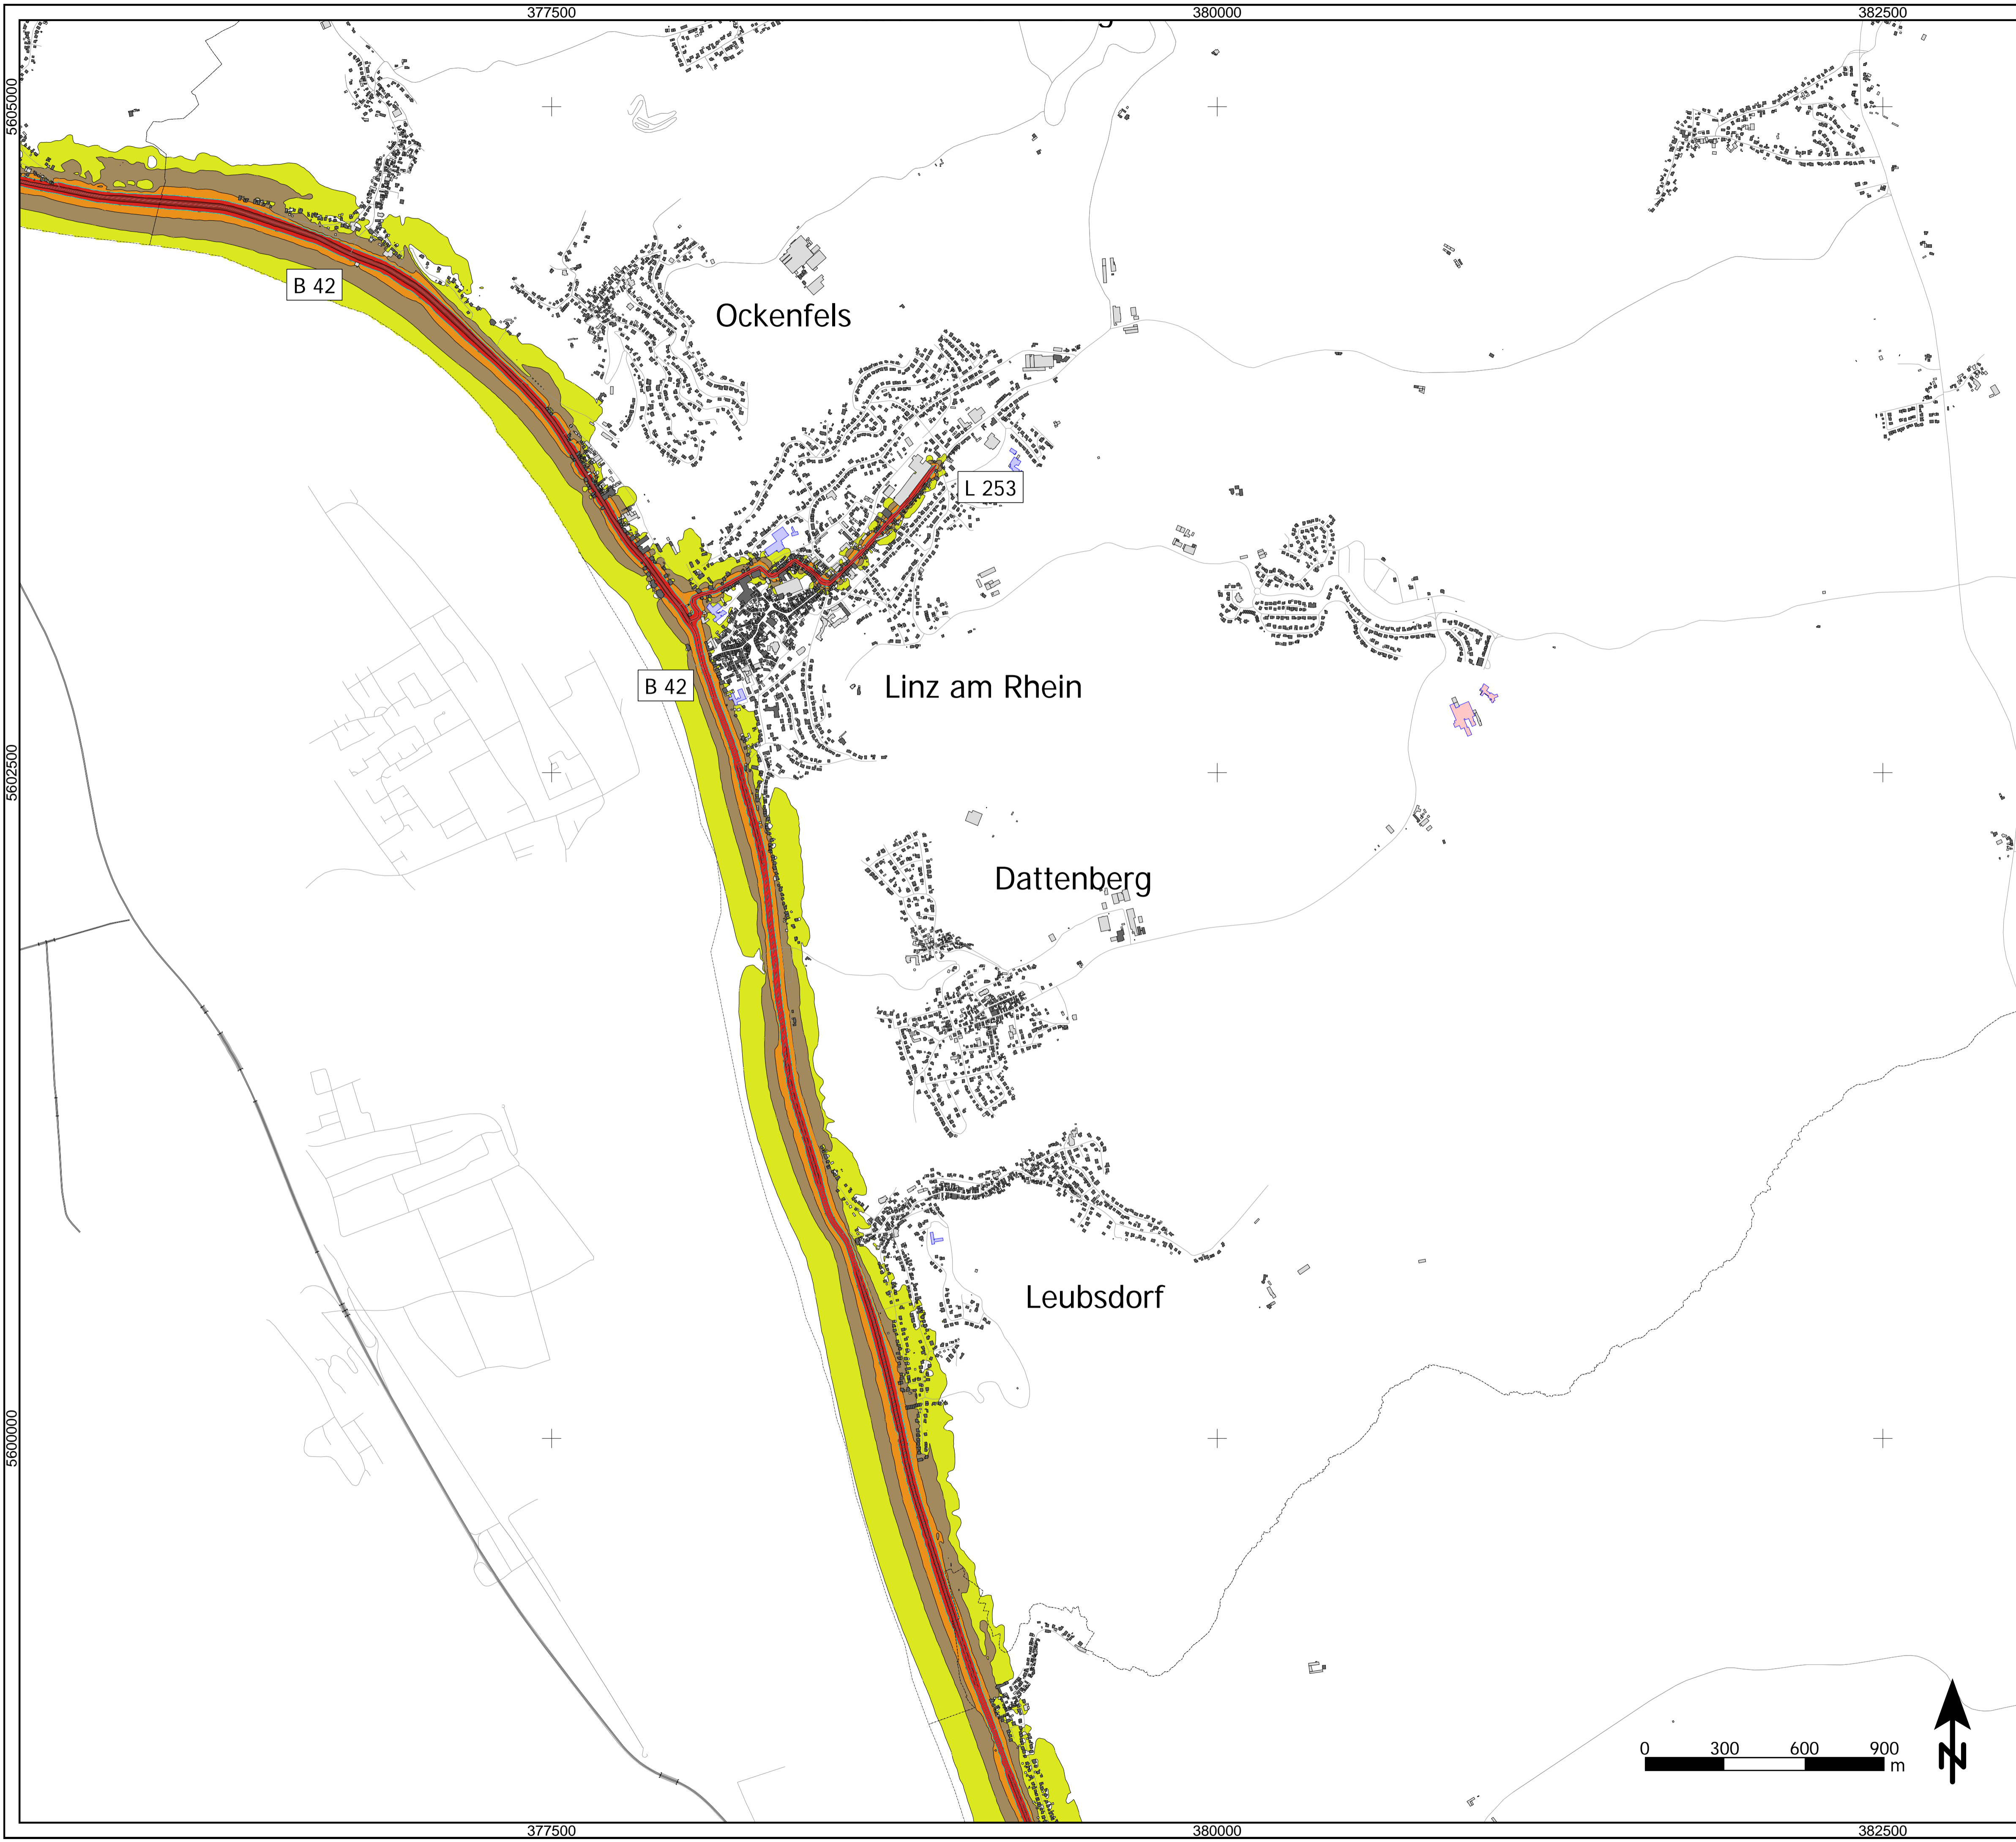 377500
380000
382500
5605000
B 42
Ockenfels
L 253
B 42
Linz am Rhein
5602500
Dattenberg
Leubsdorf
5600000
0 300 600 900
m
N
377500
380000
382500